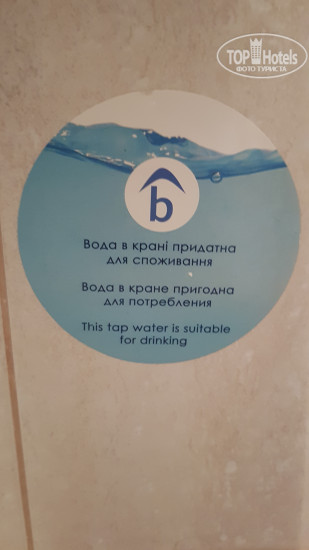 TOP Hotels
ФОТО ТУРИСТА
b
Вода в крані придатна
для споживання
Вода в кране пригодна
для потребления
This tap water is suitable
for drinking